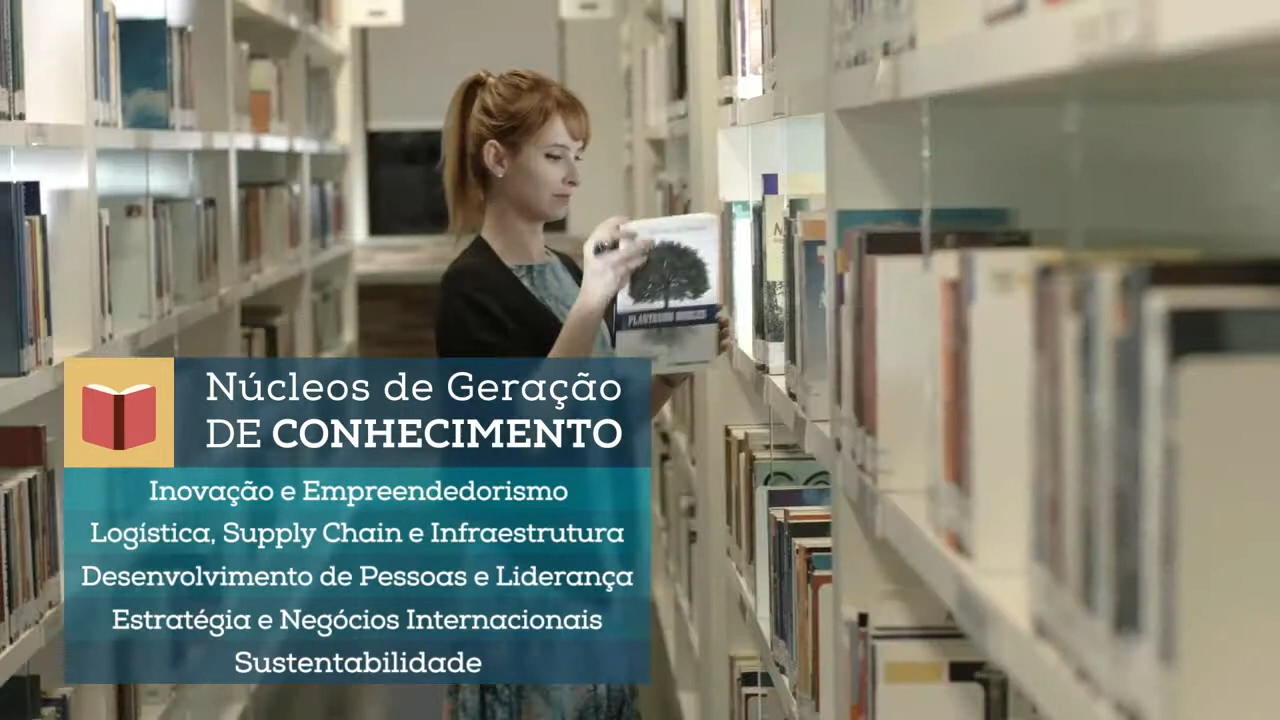 Núcleos de Geração
DE CONHECIMENTO
Inovação e Empreendedorismo
Logística, Supply Chain e Infraestrutura
Desenvolvimento de Pessoas e Liderança
Estratégia e Negócios Internacionais
Sustentabilidade